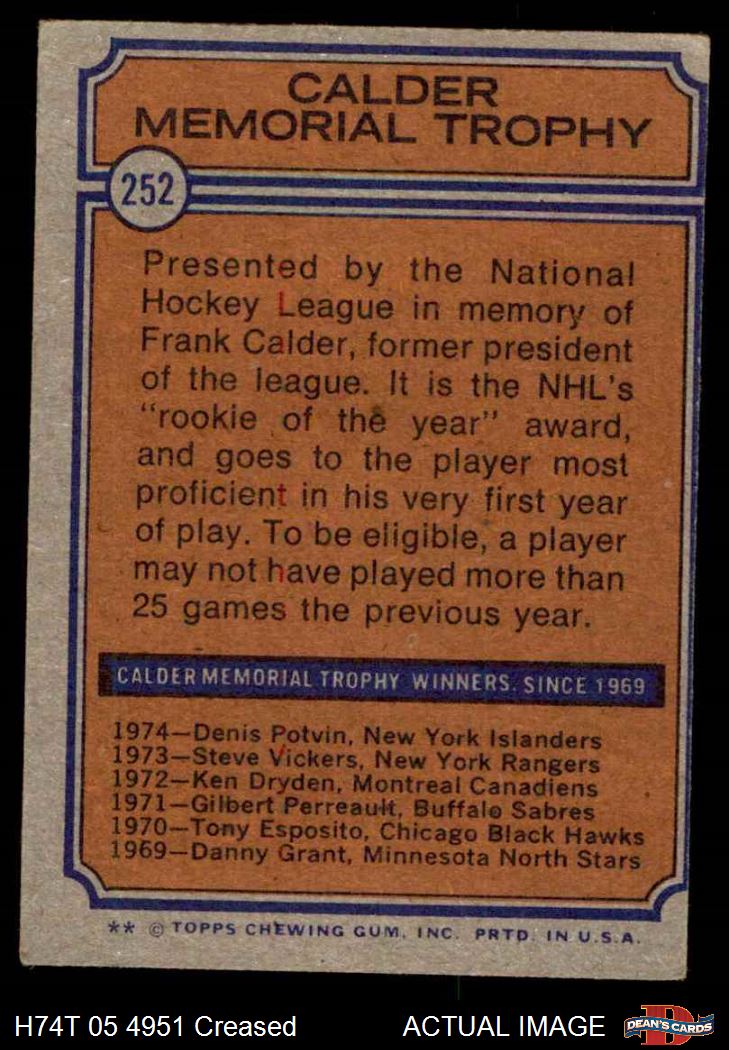 CALDER
MEMORIAL TROPHY
252
Presented by the National
Hockey League in memory of
Frank Calder, former president
of the league. It is the NHL's
"rookie of the year" award,
and goes to the player most
proficient in his very first year
of play. To be eligible, a player
may not have played more than
25 games the previous year.
CALDER MEMORIAL TROPHY WINNERS. SINCE 1969
1974—Denis Potvin, New York Islanders
1973—Steve Vickers, New York Rangers
1972—Ken Dryden, Montreal Canadiens
1971—Gilbert Perreault, Buffalo Sabres
1970—Tony Esposito, Chicago Black Hawks
1969—Danny Grant, Minnesota North Stars
** © TOPPS CHEWING GUM, INC. PRTD. IN U.S.A.
H74T 05 4951 Creased
ACTUAL IMAGE
D
DEAN'S CARDS